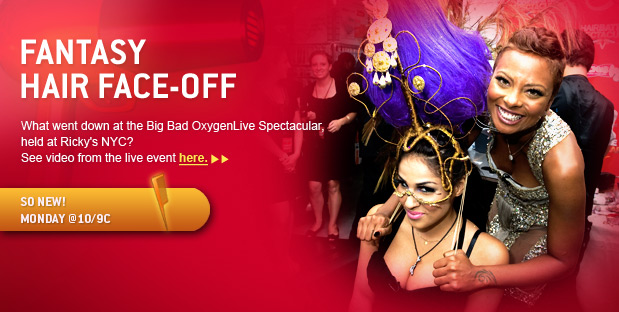 FANTASY
HAIR FACE-OFF
What went down at the Big Bad OxygenLive Spectacular,
held at Ricky's NYC?
See video from the live event here.
SO NEW!
MONDAY @10/9C